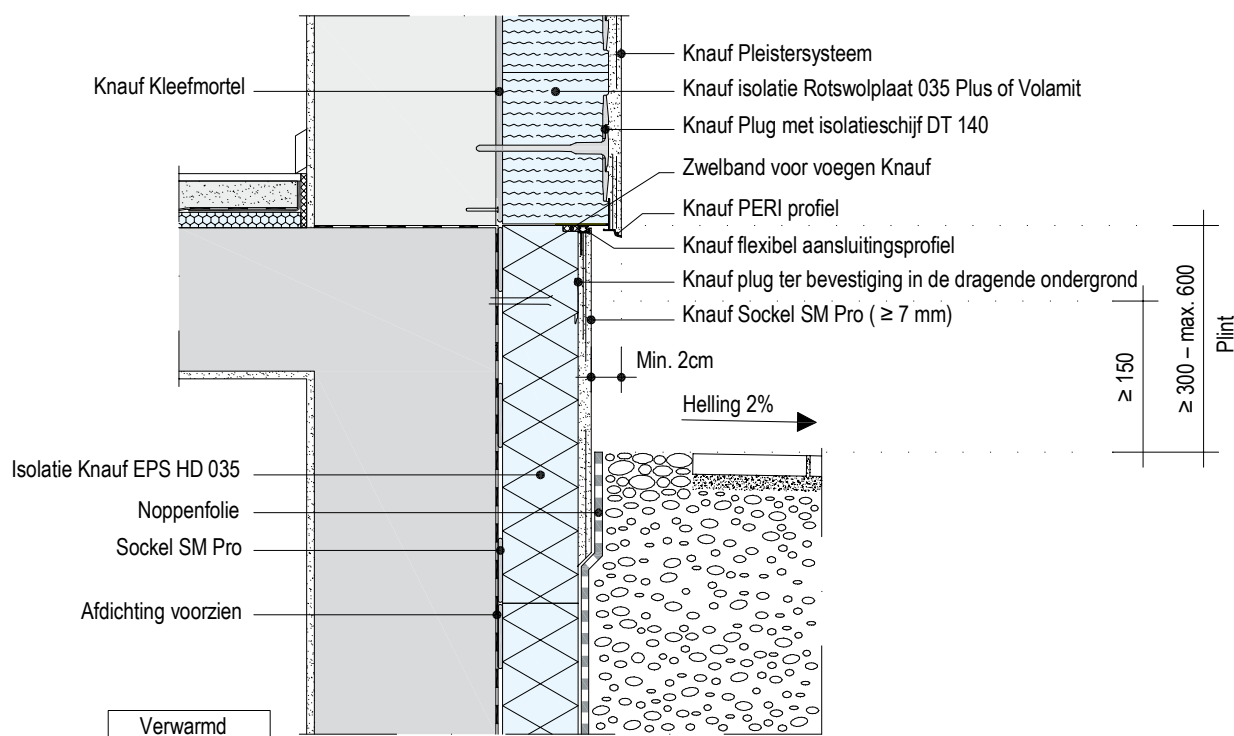 Knauf Pleistersysteem
Knauf Kleefmortel
Knauf isolatie Rotswolplaat 035 Plus of Volamit
Knauf Plug met isolatieschijf DT 140
Zwelband voor voegen Knauf
Knauf PERI profiel
Knauf flexibel aansluitingsprofiel
Knauf plug ter bevestiging in de dragende ondergrond
Knauf Sockel SM Pro ( ≥ 7 mm)
Min. 2cm
≥ 150
≥ 300 – max. 600
Plint
Helling 2%
Isolatie Knauf EPS HD 035
Noppenfolie
Sockel SM Pro
Afdichting voorzien
Verwarmd